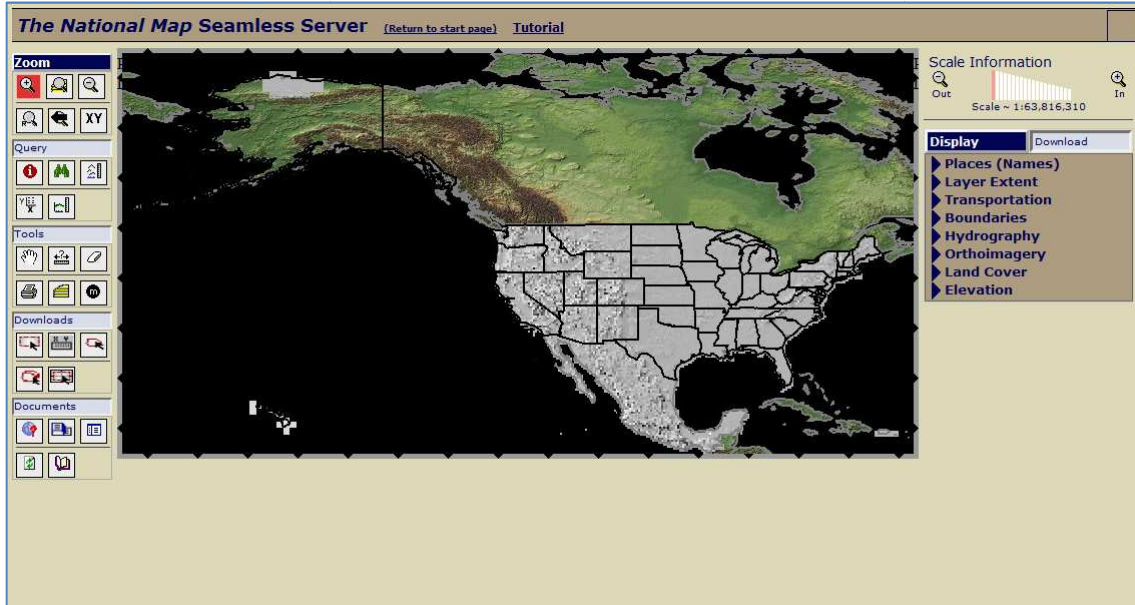 The National Map Seamless Server (Return to start page) Tutorial
Zoom
XY
Query
Tools
Downloads
Documents
Scale Information
Out
In
Scale ~ 1:63,816,310
Display
Download
Places (Names)
Layer Extent
Transportation
Boundaries
Hydrography
Orthoimagery
Land Cover
Elevation